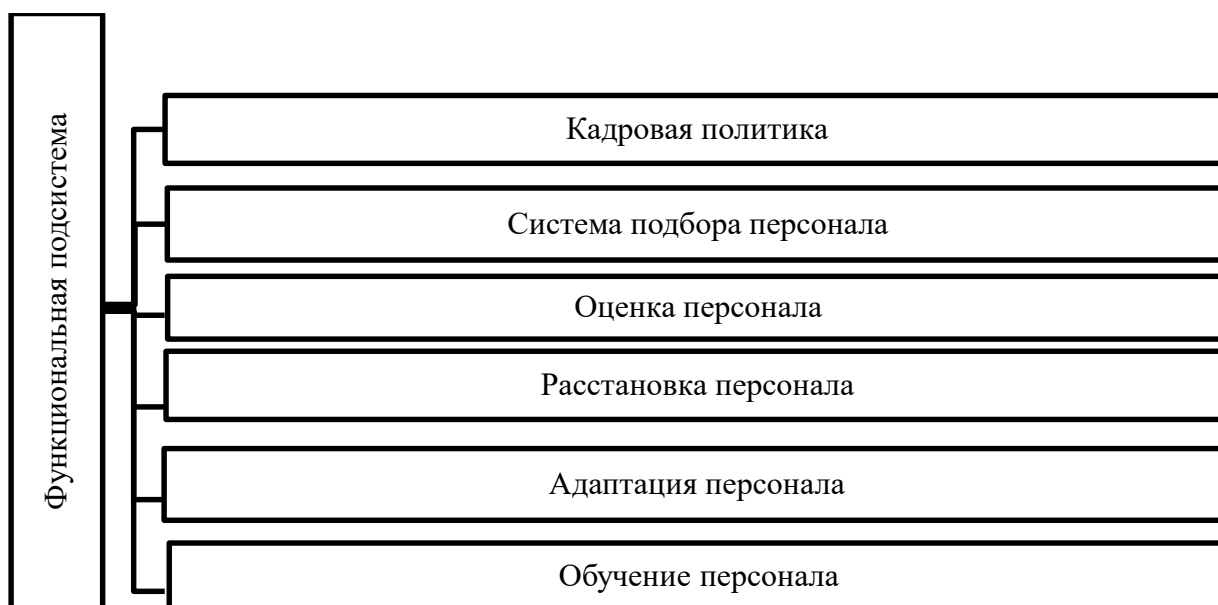 Функциональная подсистема
Кадровая политика
Система подбора персонала
Оценка персонала
Расстановка персонала
Адаптация персонала
Обучение персонала